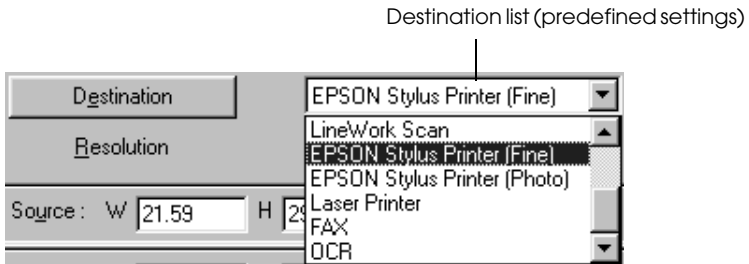 Destination list (predefined settings)
Destination EPSON Stylus Printer (Fine)
Resolution
LineWork Scan
EPSON Stylus Printer (Fine)
EPSON Stylus Printer (Photo)
Laser Printer
FAX
OCR
Source : W 21.59 H